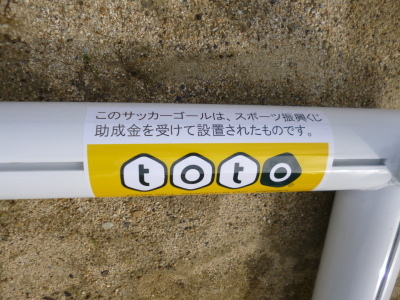 このサッカーゴールは、スポーツ振興くじ
助成金を受けて設置されたものです。
toto